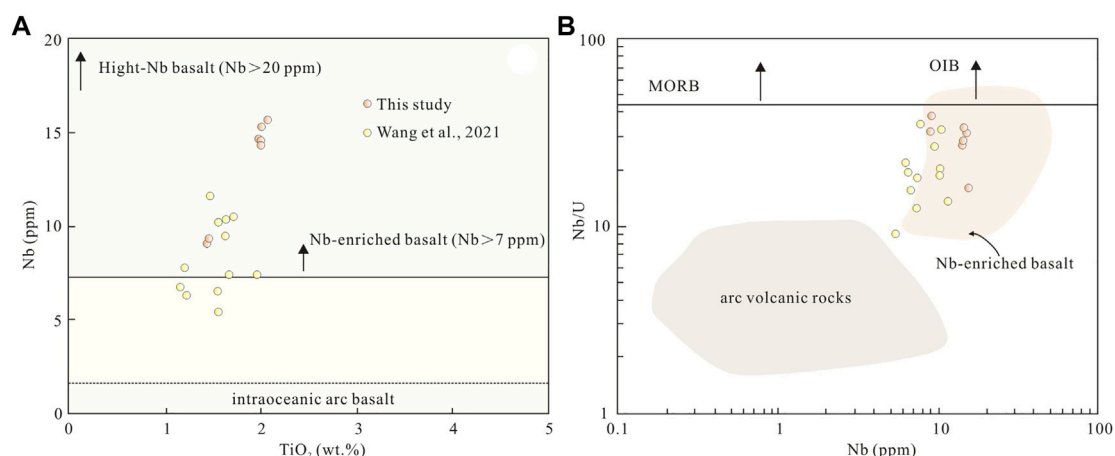 A
20
15
10
5
0
Nb (ppm)
Hight-Nb basalt (Nb>20 ppm)
This study
Wang et al., 2021
Nb-enriched basalt (Nb>7 ppm)
intraoceanic arc basalt
0 1 2 3 4 5
TiO₂ (wt.%)
B
100
10
1
Nb/U
MORB
OIB
Nb-enriched basalt
arc volcanic rocks
0.1 1 10 100
Nb (ppm)